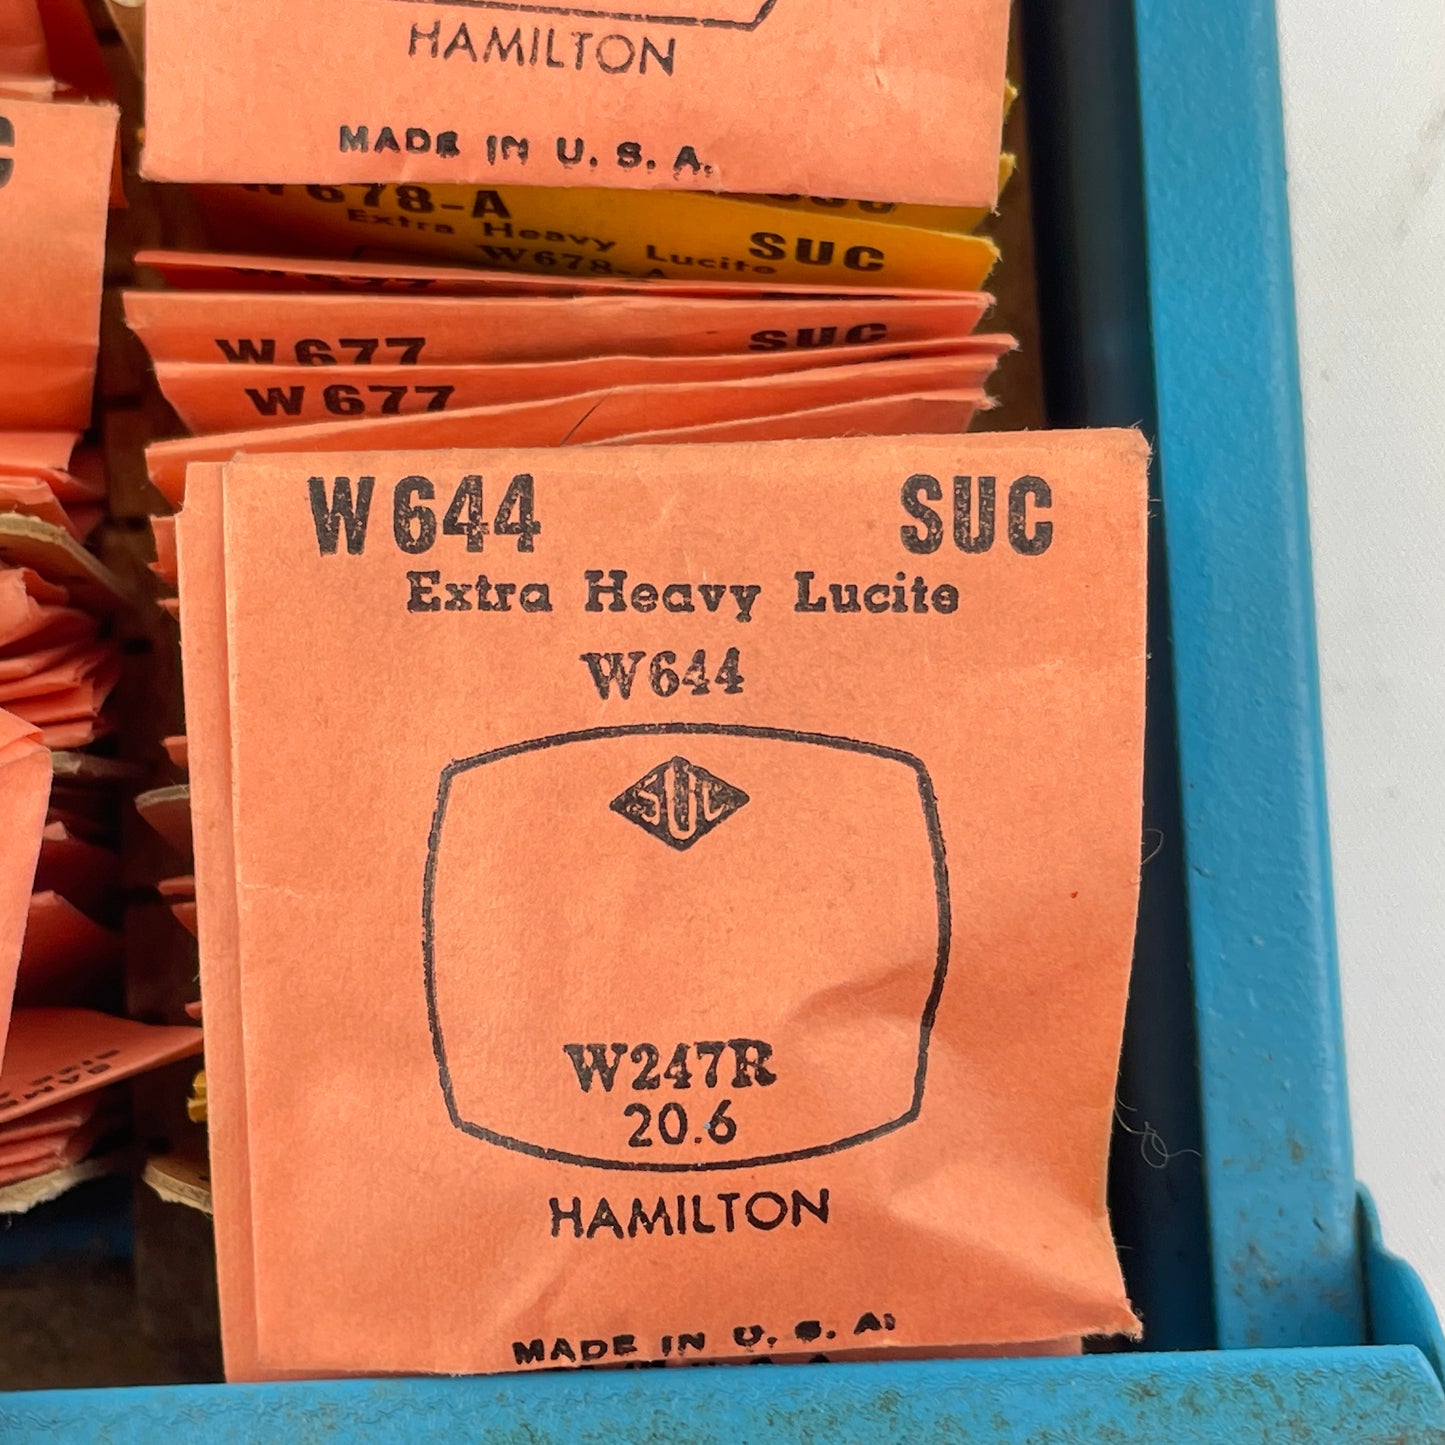 HAMILTON
MADE IN U. S. A.
C
W678-A SUC
Extra Heavy Lucite SUC
W678-A
W677 SUC
W677
W644 SUC
Extra Heavy Lucite
W644
SUC
W247R
20.6
HAMILTON
MADE IN U. S. A.